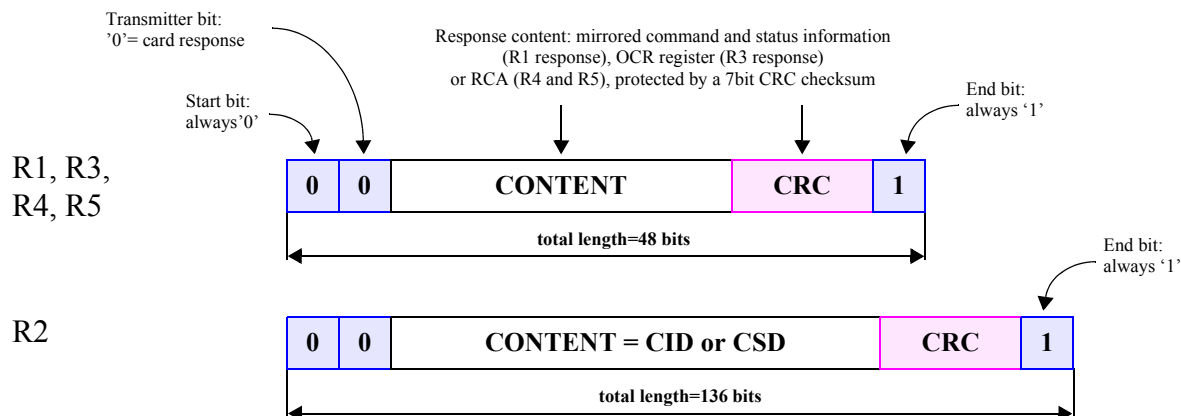 Transmitter bit:
’0’= card response
Response content: mirrored command and status information
(R1 response), OCR register (R3 response)
or RCA (R4 and R5), protected by a 7bit CRC checksum
Start bit:
always’0’
End bit:
always ‘1’
R1, R3,
R4, R5
0 0 CONTENT CRC 1
total length=48 bits
End bit:
always ‘1’
R2
0 0 CONTENT = CID or CSD CRC 1
total length=136 bits